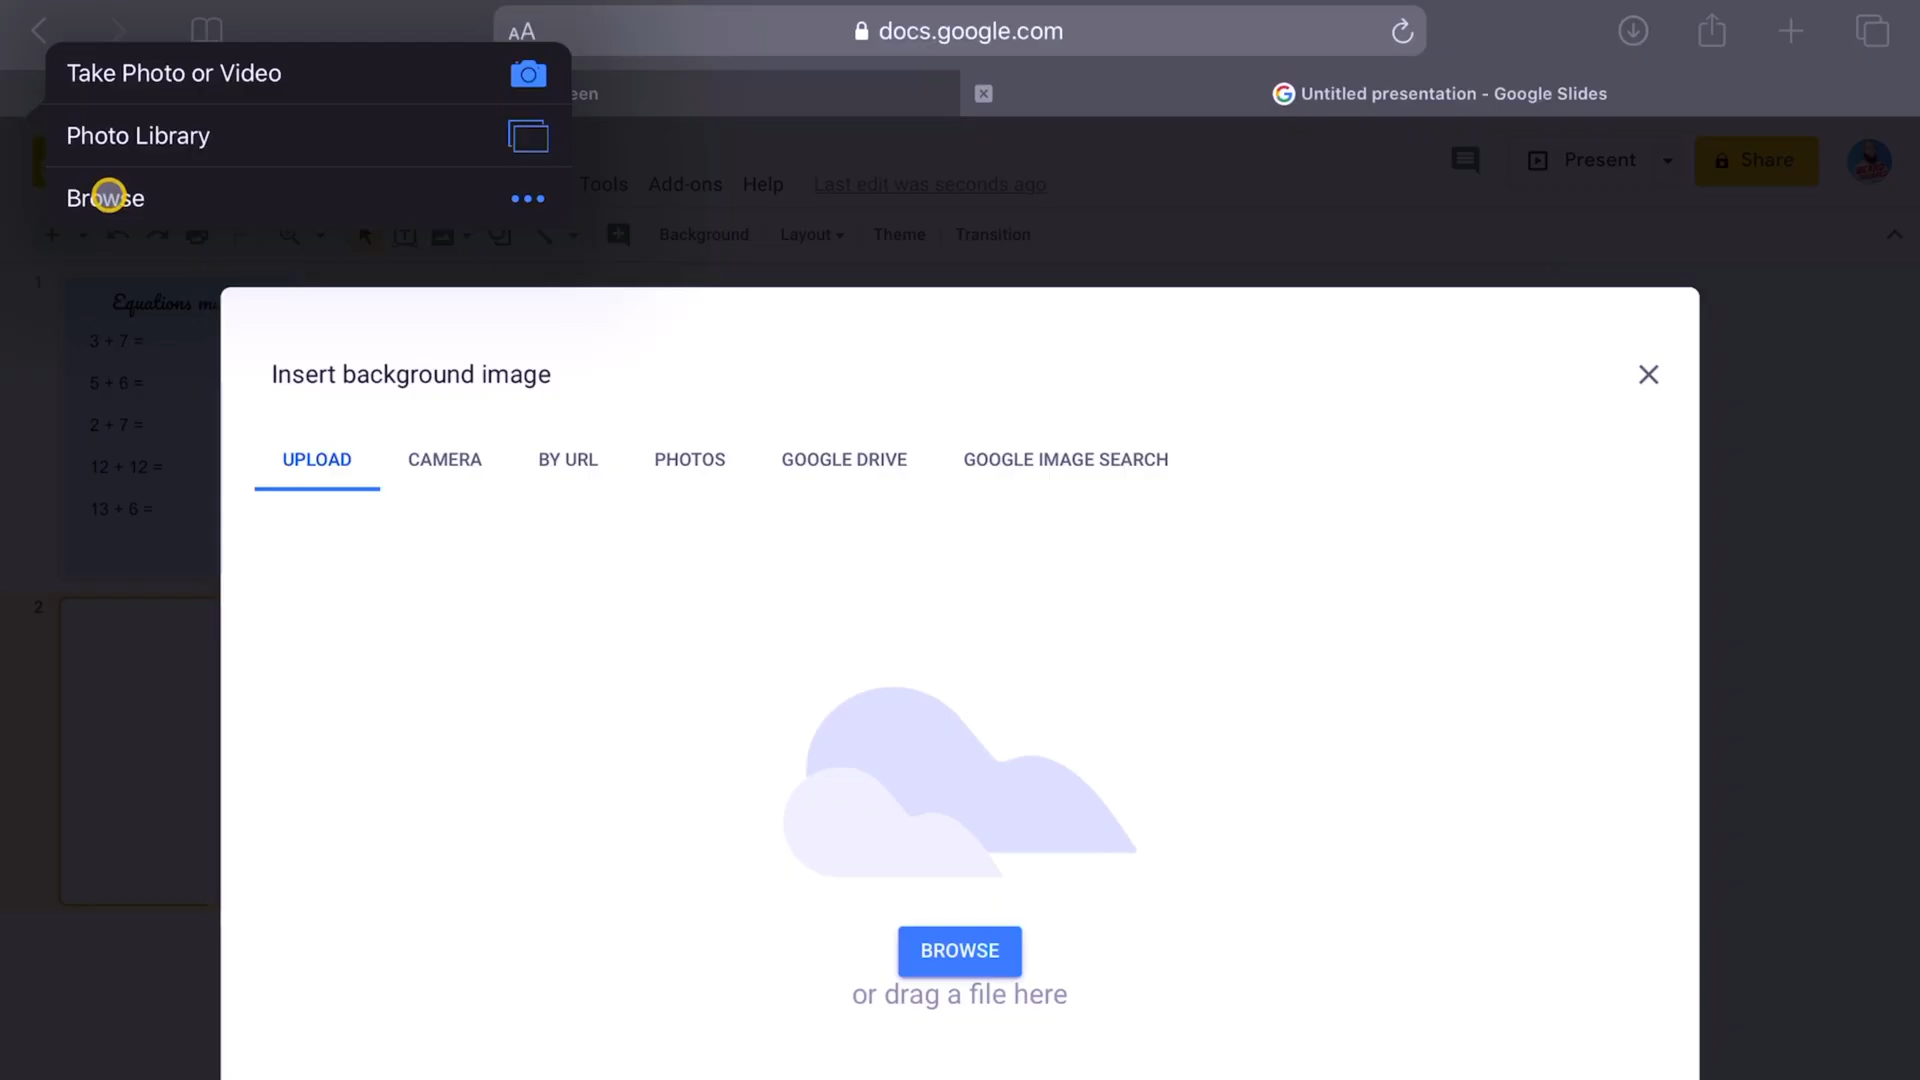 AA
docs.google.com
Take Photo or Video
een
Untitled presentation - Google Slides
Photo Library
Present
Share
Browse
Tools
Add-ons
Help
Last edit was seconds ago
Background
Layout
Theme
Transition
1
Equations
3 + 7 =
5 + 6 =
2 + 7 =
12 + 12 =
13 + 6 =
2
Insert background image
UPLOAD
CAMERA
BY URL
PHOTOS
GOOGLE DRIVE
GOOGLE IMAGE SEARCH
BROWSE
or drag a file here